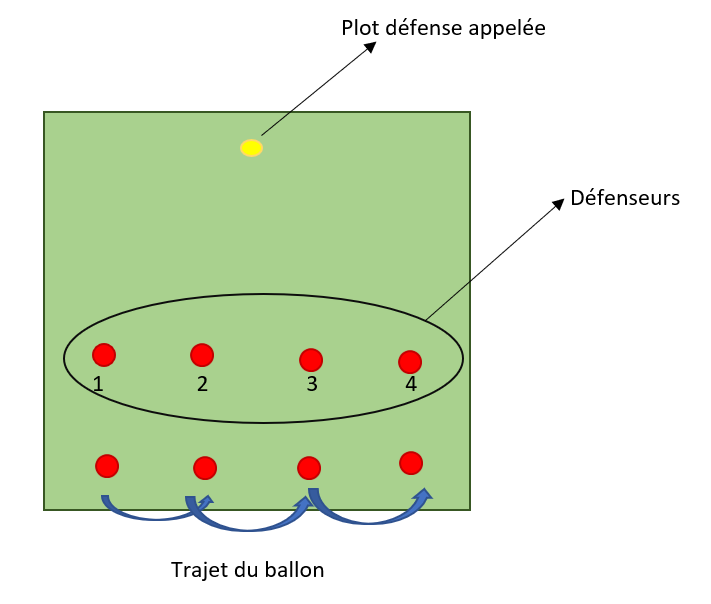 Plot défense appelée
Défenseurs
1 2 3 4
Trajet du ballon